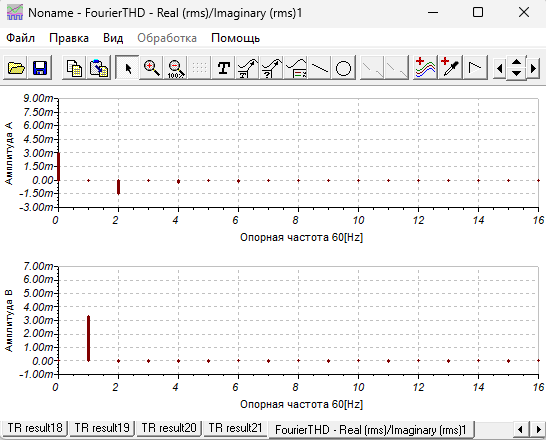 Noname - FourierTHD - Real (rms)/Imaginary (rms)1
Файл Правка Вид Обработка Помощь
T 100%
Амплитуда А
9.00m
7.50m
6.00m
4.50m
3.00m
1.50m
0.00
-1.50m
-3.00m
0 2 4 6 8 10 12 14 16
Опорная частота 60[Hz]
Амплитуда В
7.00m
6.00m
5.00m
4.00m
3.00m
2.00m
1.00m
0.00
-1.00m
0 2 4 6 8 10 12 14 16
Опорная частота 60[Hz]
TR result18 TR result19 TR result20 TR result21 FourierTHD - Real (rms)/Imaginary (rms)1